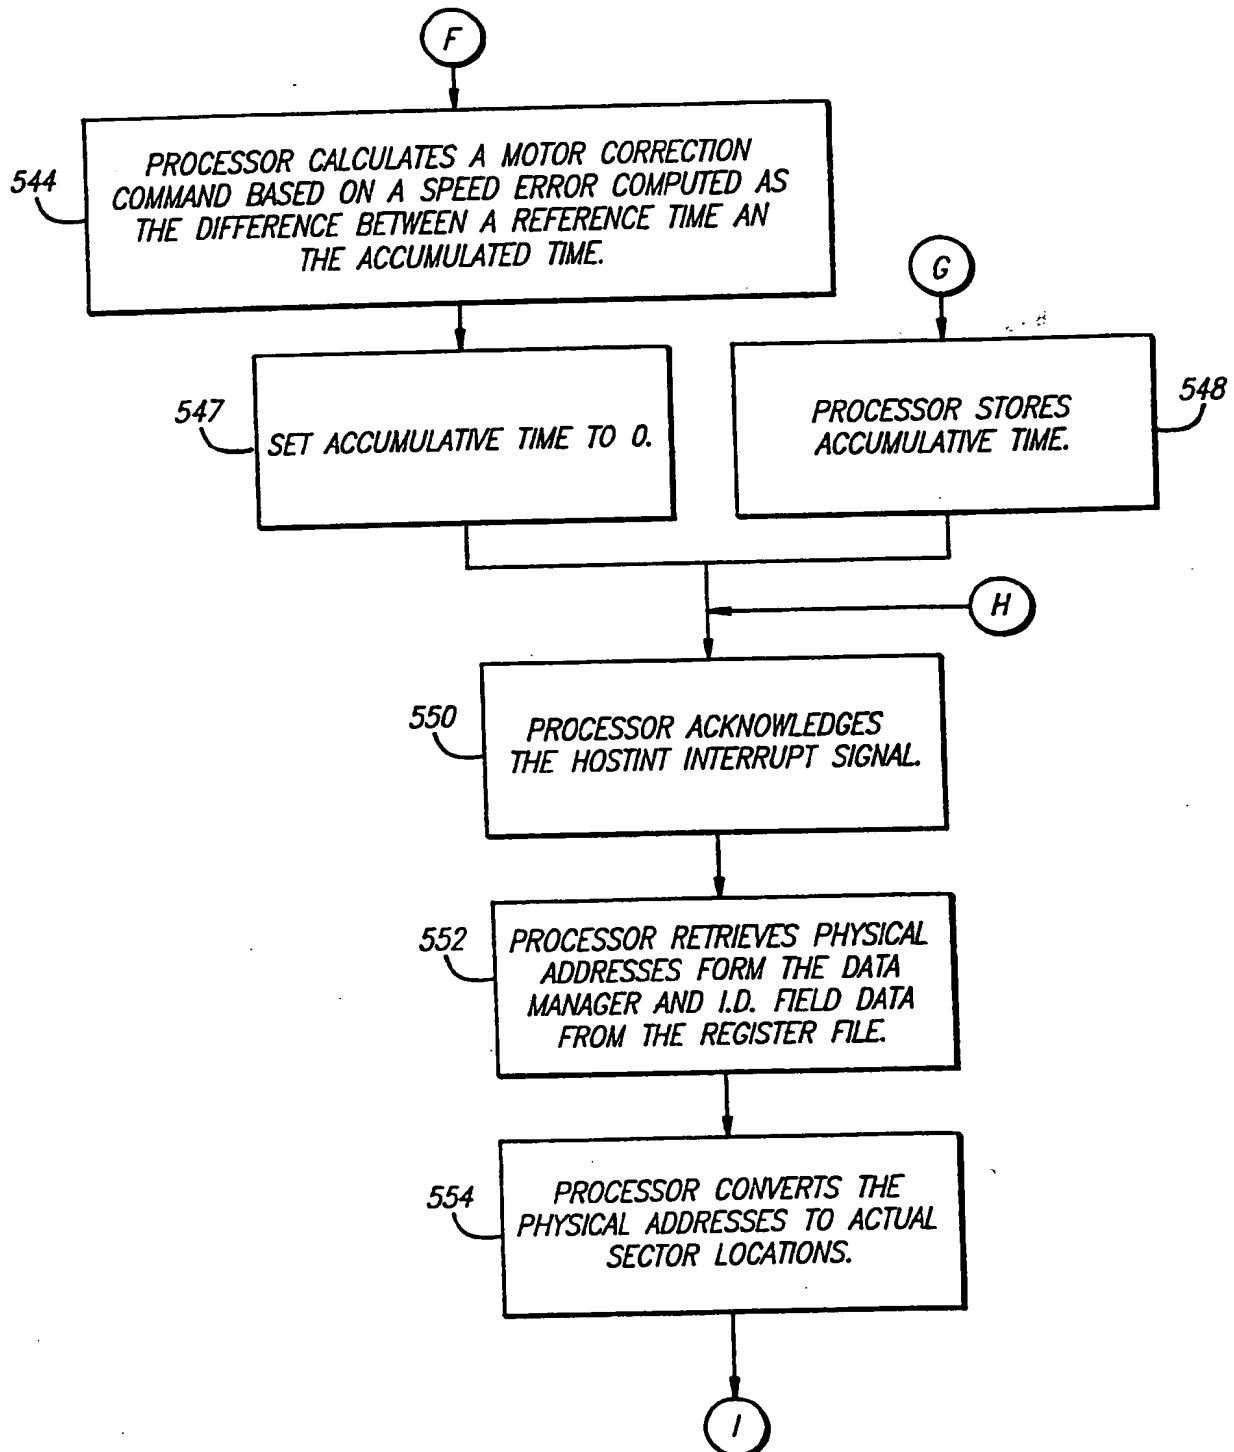 F
544
PROCESSOR CALCULATES A MOTOR CORRECTION
COMMAND BASED ON A SPEED ERROR COMPUTED AS
THE DIFFERENCE BETWEEN A REFERENCE TIME AN
THE ACCUMULATED TIME.
G
547
SET ACCUMULATIVE TIME TO 0.
PROCESSOR STORES
ACCUMULATIVE TIME.
548
H
550
PROCESSOR ACKNOWLEDGES
THE HOSTINT INTERRUPT SIGNAL.
552
PROCESSOR RETRIEVES PHYSICAL
ADDRESSES FORM THE DATA
MANAGER AND I.D. FIELD DATA
FROM THE REGISTER FILE.
554
PROCESSOR CONVERTS THE
PHYSICAL ADDRESSES TO ACTUAL
SECTOR LOCATIONS.
I